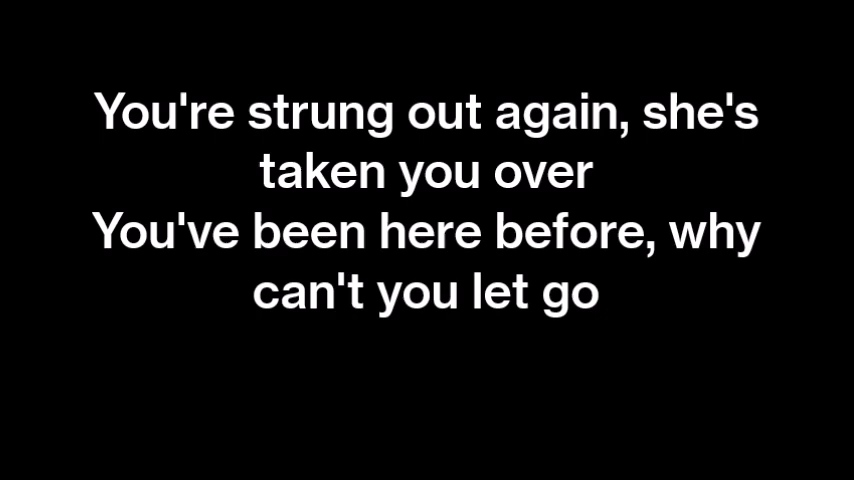 You're strung out again, she's
taken you over
You've been here before, why
can't you let go